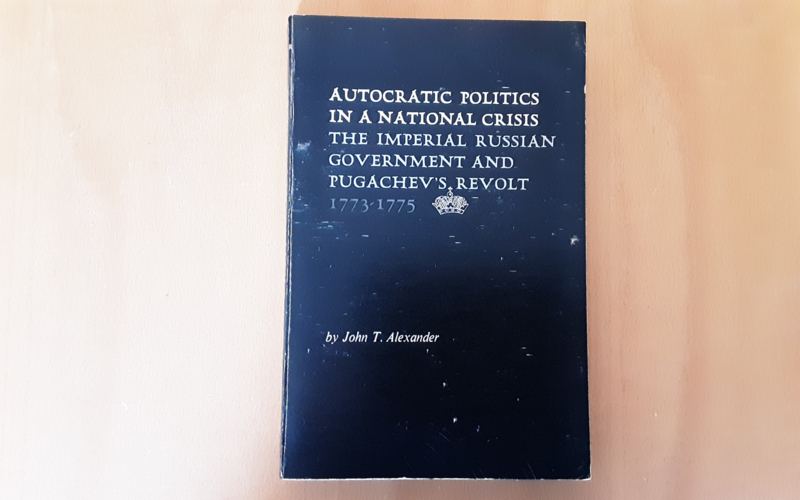 AUTOCRATIC POLITICS
IN A NATIONAL CRISIS
THE IMPERIAL RUSSIAN
GOVERNMENT AND
PUGACHEV'S REVOLT
1773-1775
by John T. Alexander